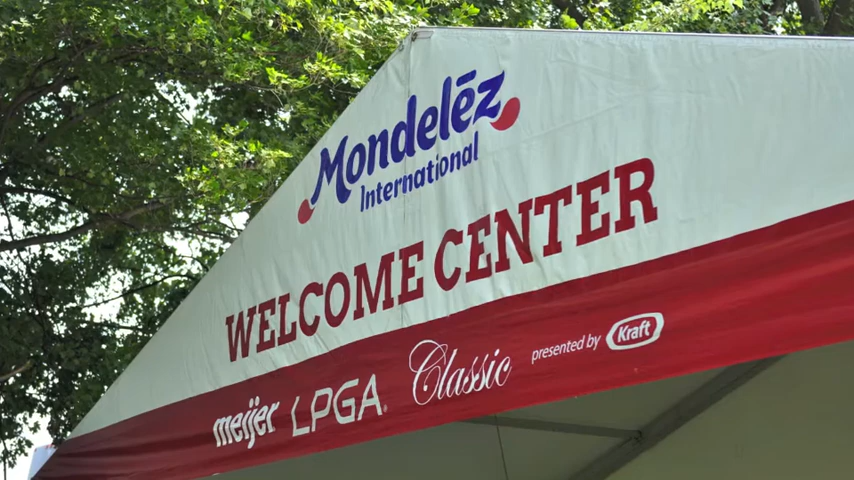 Mondelēz
International
WELCOME CENTER
meijer LPGA Classic presented by Kraft